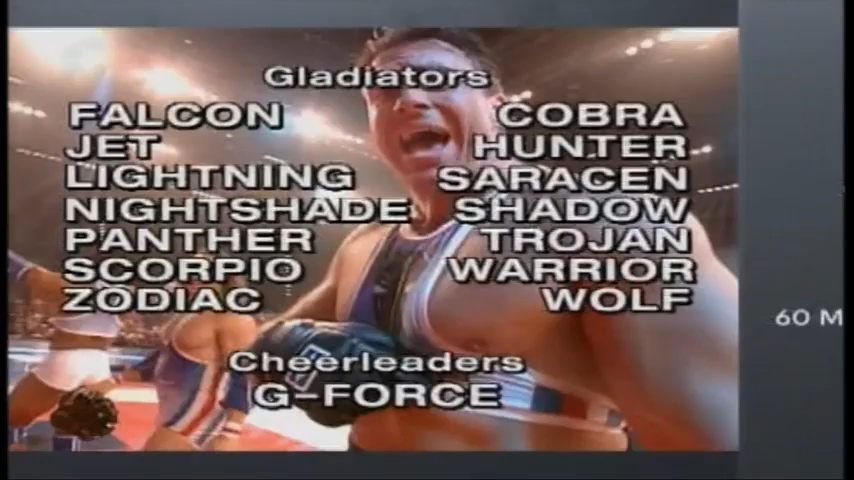 Gladiators
FALCON COBRA
JET HUNTER
LIGHTNING SARACEN
NIGHTSHADE SHADOW
PANTHER TROJAN
SCORPIO WARRIOR
ZODIAC WOLF
Cheerleaders
G-FORCE
60 M